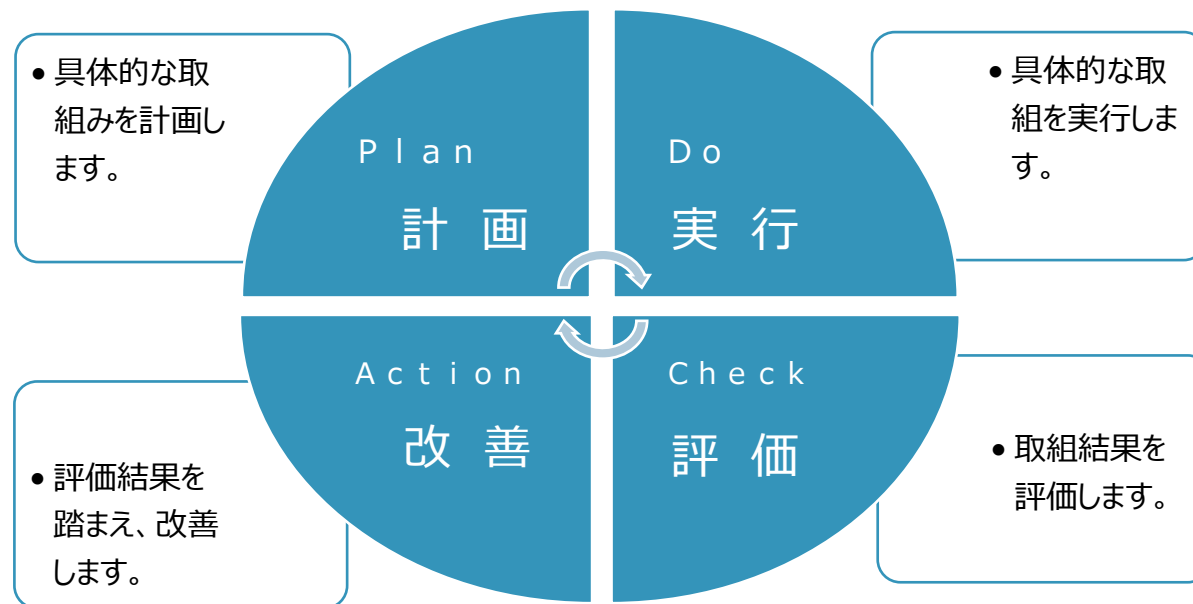 • 具体的な取
組みを計画し
ます。
Ｐｌａｎ
計 画
Ｄｏ
実 行
• 具体的な取
組を実行しま
す。
• 評価結果を
踏まえ、改善
します。
Ａｃｔｉｏｎ
改 善
Ｃｈｅｃｋ
評 価
• 取組結果を
評価します。